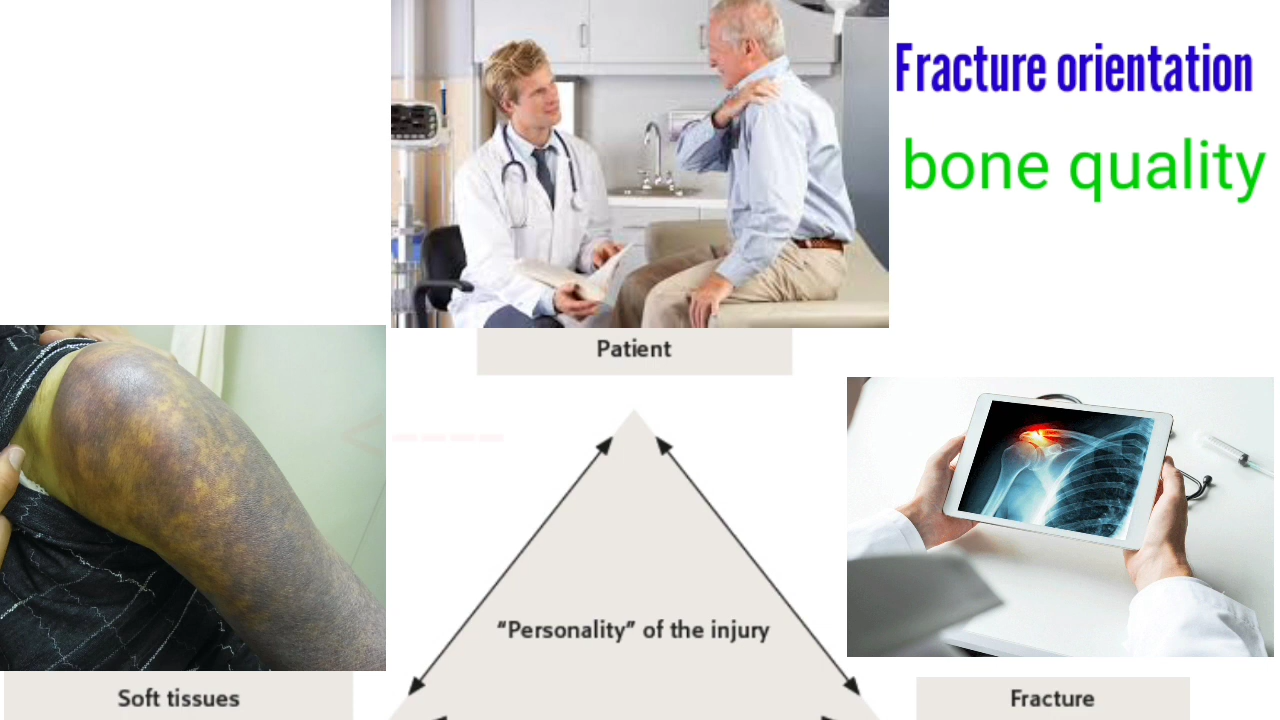 Fracture orientation
bone quality
Patient
“Personality” of the injury
Soft tissues
Fracture